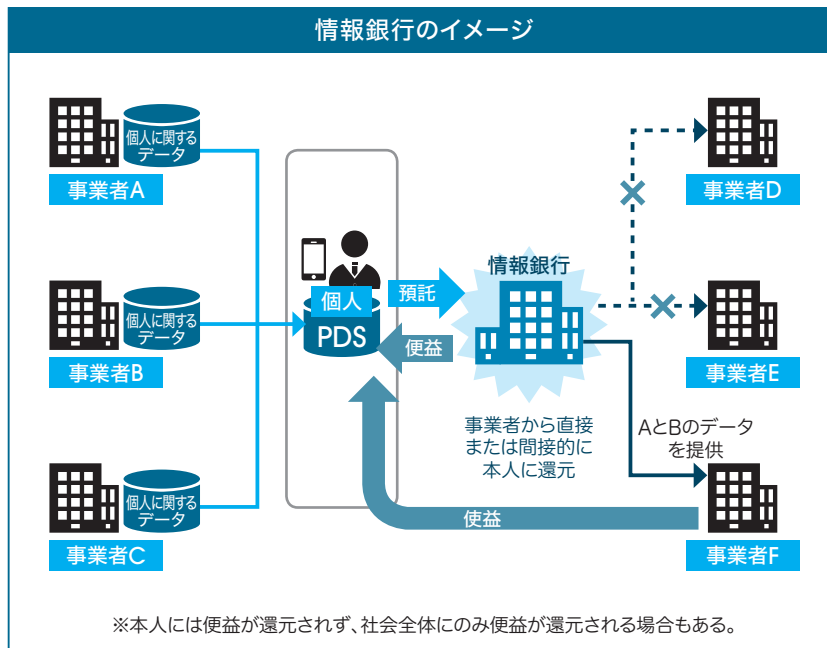 情報銀行のイメージ
個人に関する
データ
事業者A
個人に関する
データ
事業者B
個人に関する
データ
事業者C
個人
PDS
預託
便益
情報銀行
事業者から直接
または間接的に
本人に還元
AとBのデータ
を提供
便益
事業者D
事業者E
事業者F
※本人には便益が還元されず、社会全体にのみ便益が還元される場合もある。